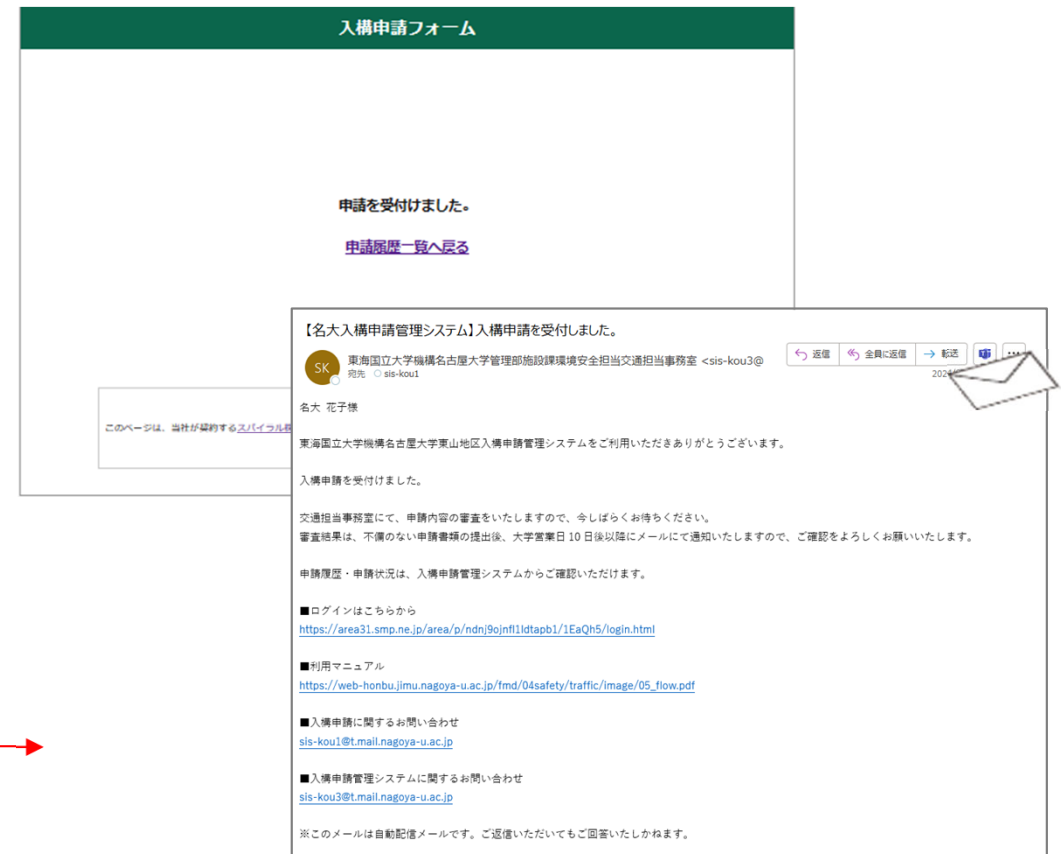 入構申請フォーム
申請を受付けました。
申請履歴一覧へ戻る
このページは、当社が契約するスパイラル
【名大入構申請管理システム】入構申請を受付しました。
SK
東海国立大学機構名古屋大学管理部施設課環境安全担当交通担当事務室 <sis-kou3@
宛先 sis-kou1
返信
全員に返信
転送
202
名大 花子様
東海国立大学機構名古屋大学東山地区入構申請管理システムをご利用いただきありがとうございます。
入構申請を受付けました。
交通担当事務室にて、申請内容の審査をいたしますので、今しばらくお待ちください。
審査結果は、不備のない申請書類の提出後、大学営業日 10 日後以降にメールにて通知いたしますので、ご確認をよろしくお願いいたします。
申請履歴・申請状況は、入構申請管理システムからご確認いただけます。
■ログインはこちらから
https://area31.smp.ne.jp/area/p/ndnj9ojnfl1ldtapb1/1EaQh5/login.html
■利用マニュアル
https://web-honbu.jimu.nagoya-u.ac.jp/fmd/04safety/traffic/image/05_flow.pdf
■入構申請に関するお問い合わせ
sis-kou1@t.mail.nagoya-u.ac.jp
■入構申請管理システムに関するお問い合わせ
sis-kou3@t.mail.nagoya-u.ac.jp
※このメールは自動配信メールです。ご返信いただいてもご回答いたしかねます。